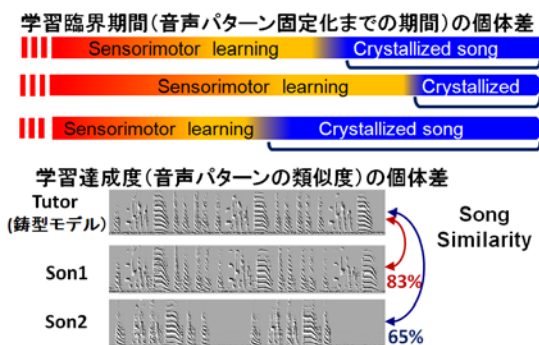 学習臨界期間(音声パターン固定化までの期間)の個体差
Sensorimotor learning Crystallized song
Sensorimotor learning Crystallized
Sensorimotor learning Crystallized song
学習達成度(音声パターンの類似度)の個体差
Tutor
(鋳型モデル)
Song
Similarity
Son1
83%
Son2
65%